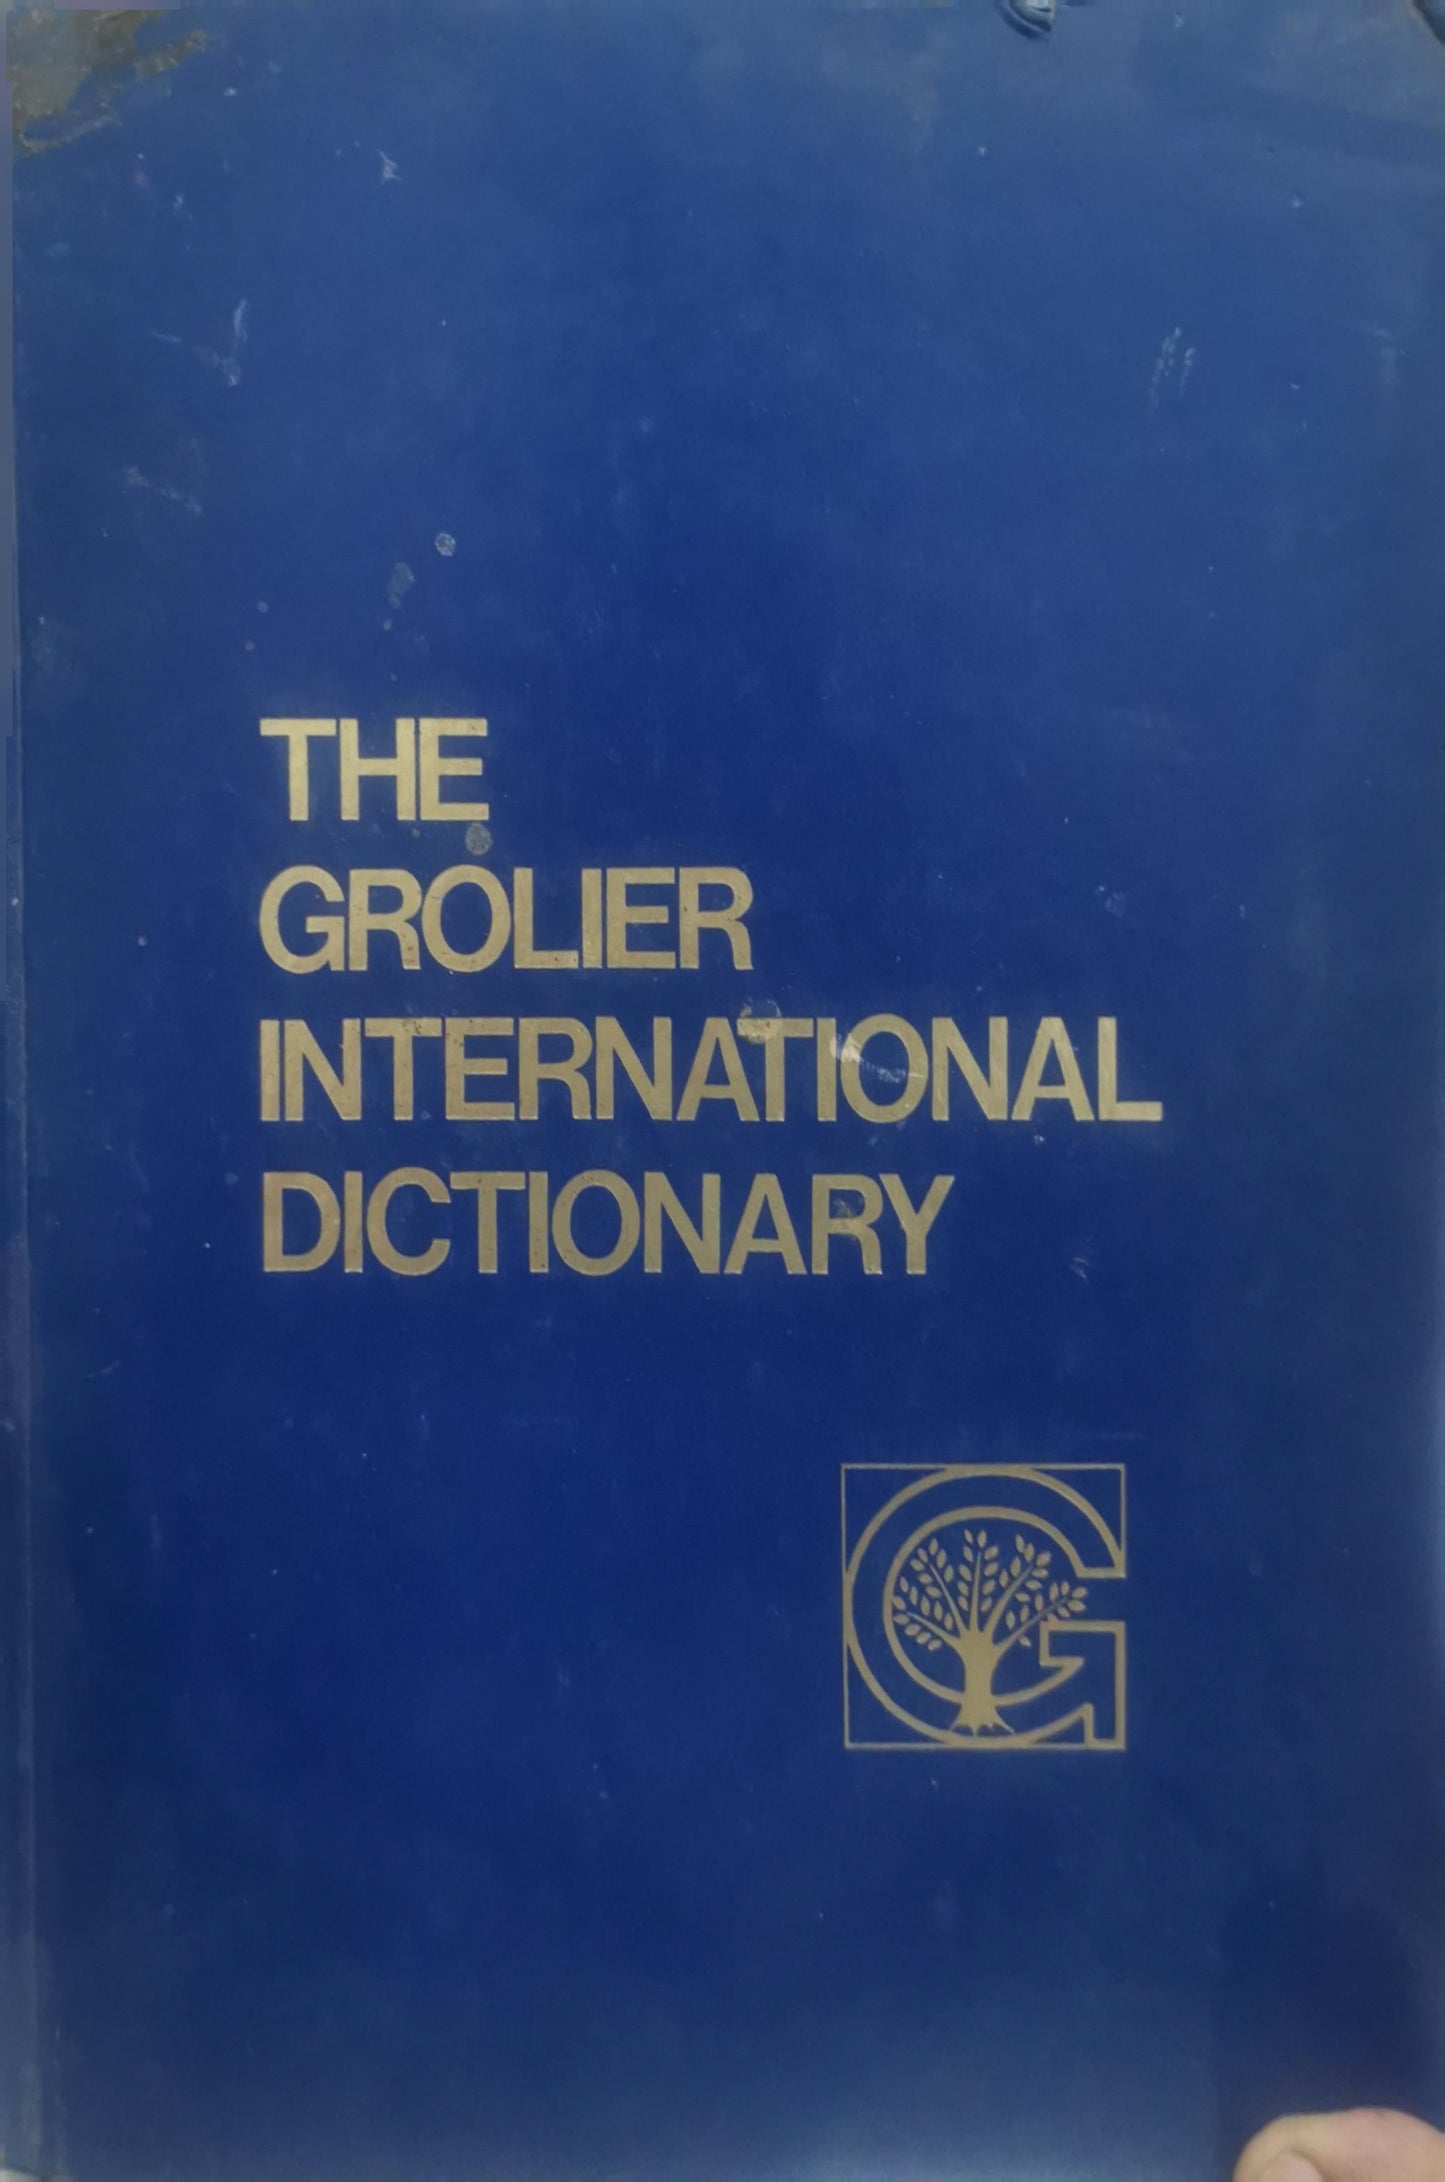 THE
GROLIER
INTERNATIONAL
DICTIONARY
G